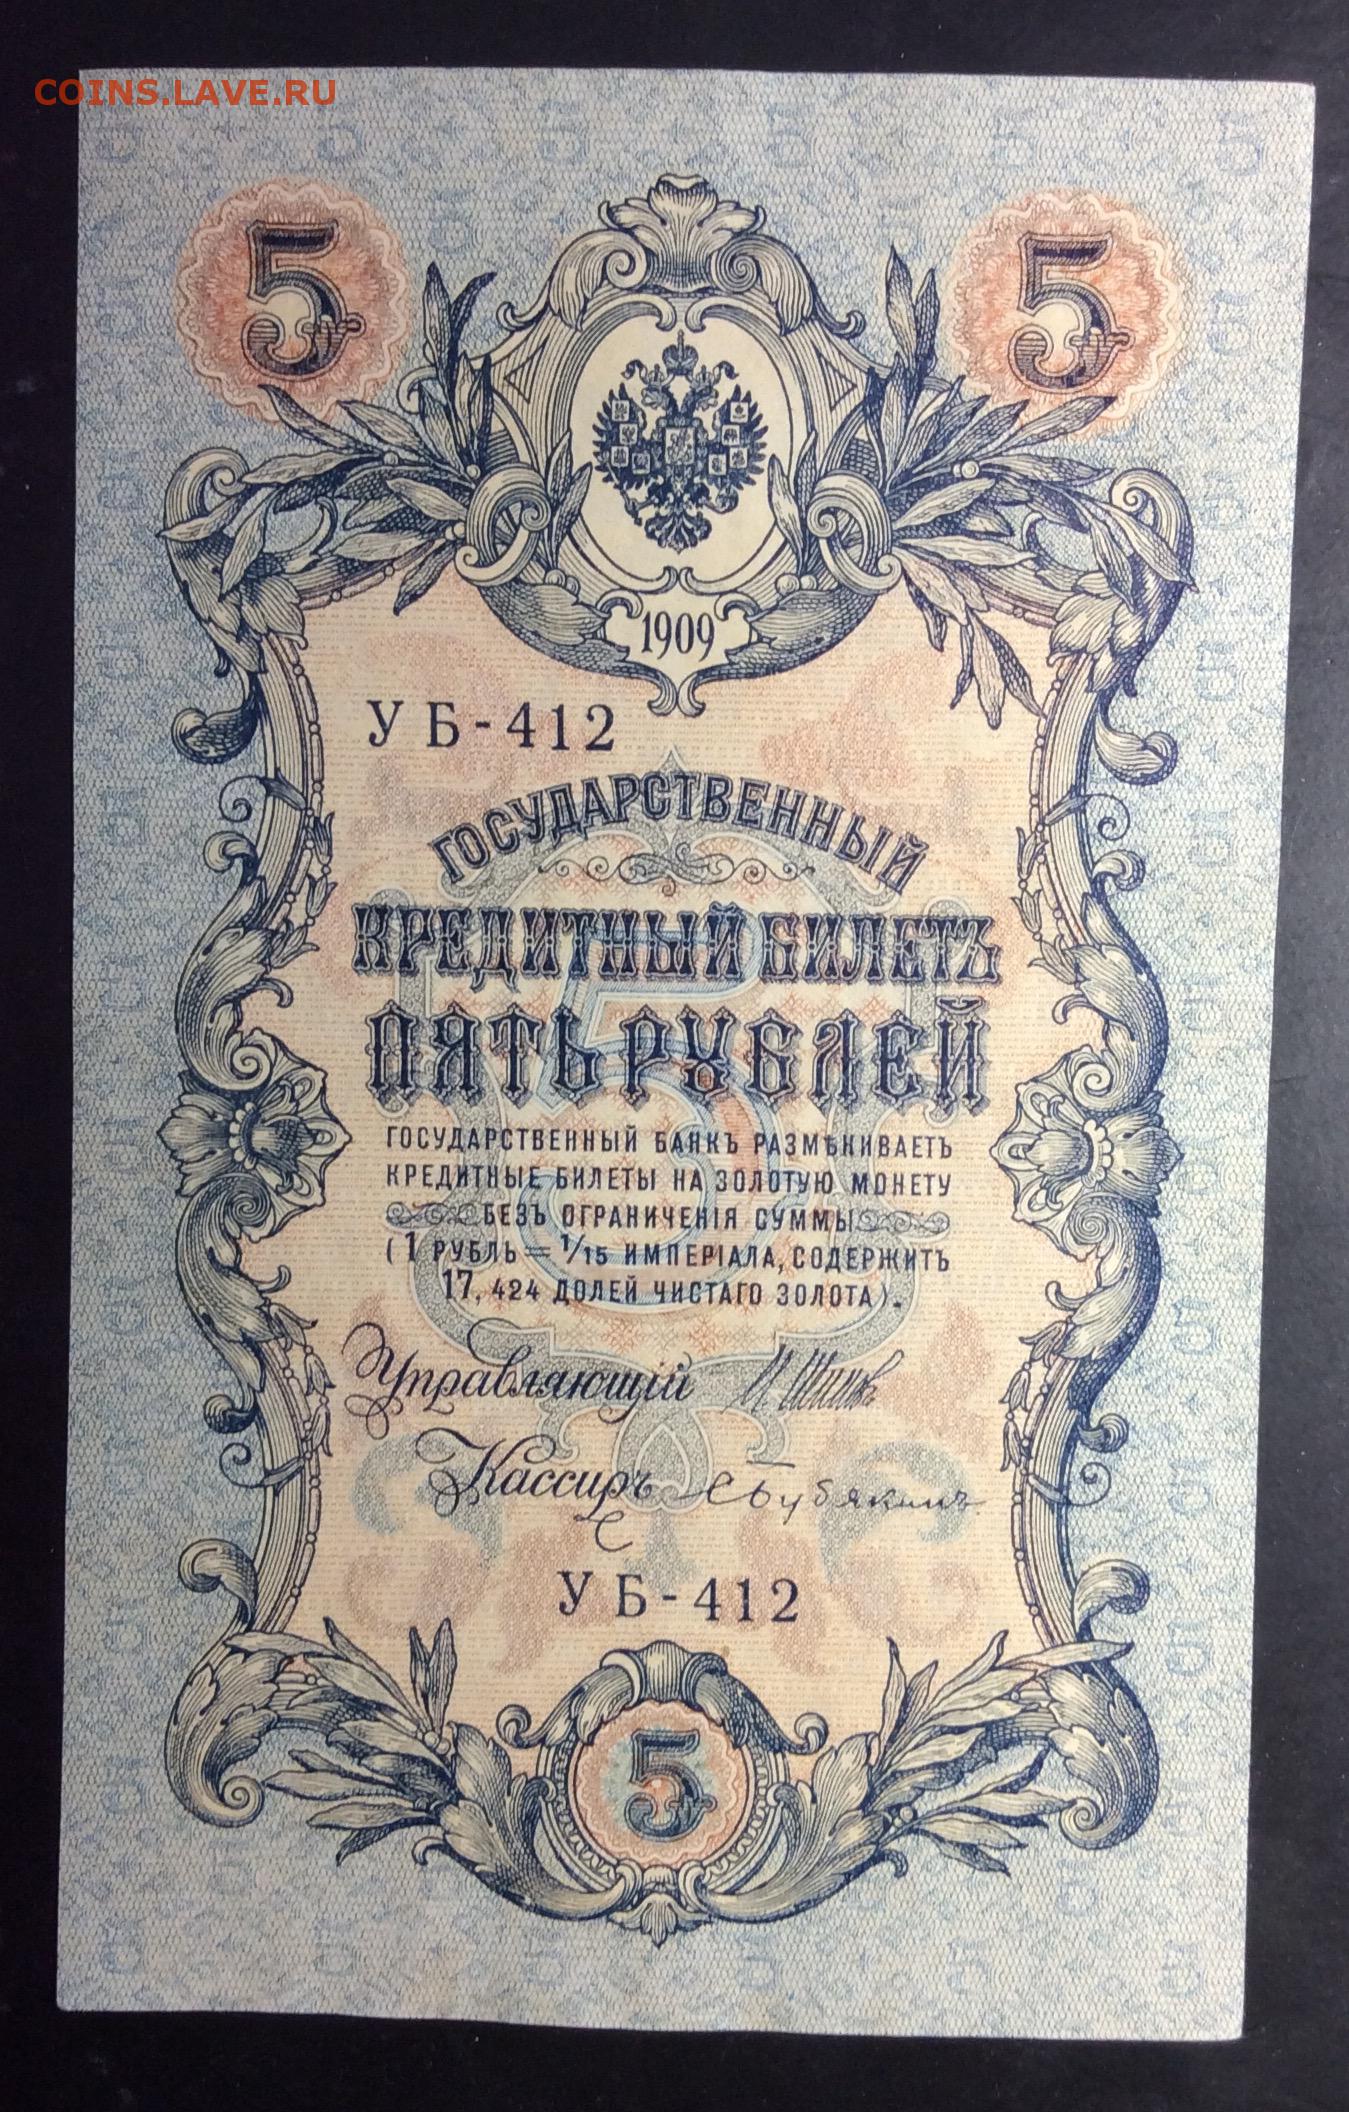 COINS.LAVE.RU
5 5
1909
УБ-412
ГОСУДАРСТВЕННЫЙ
КРЕДИТНЫЙ БИЛЕТЪ
ПЯТЬ РУБЛЕЙ
ГОСУДАРСТВЕННЫЙ БАНКЪ РАЗМѢНИВАЕТЪ
КРЕДИТНЫЕ БИЛЕТЫ НА ЗОЛОТУЮ МОНЕТУ
БЕЗЪ ОГРАНИЧЕНІЯ СУММЫ
(1 РУБЛЬ = 1/15 ИМПЕРІАЛА, СОДЕРЖИТЪ
17, 424 ДОЛЕЙ ЧИСТАГО ЗОЛОТА).
Управляющій И. Шиповъ
Кассиръ С Бубякинъ
УБ-412
5